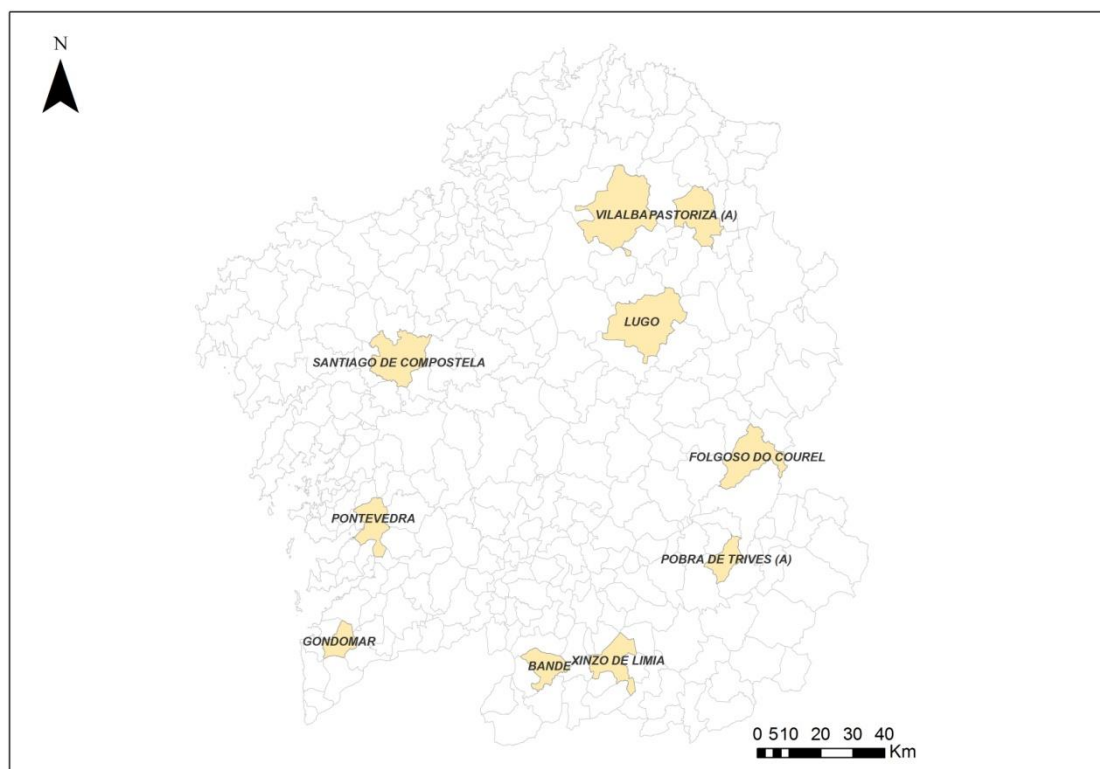 N
VILALBA
PASTORIZA (A)
LUGO
SANTIAGO DE COMPOSTELA
FOLGOSO DO COUREL
PONTEVEDRA
POBRA DE TRIVES (A)
GONDOMAR
BANDE
XINZO DE LIMIA
0 5 10 20 30 40
Km